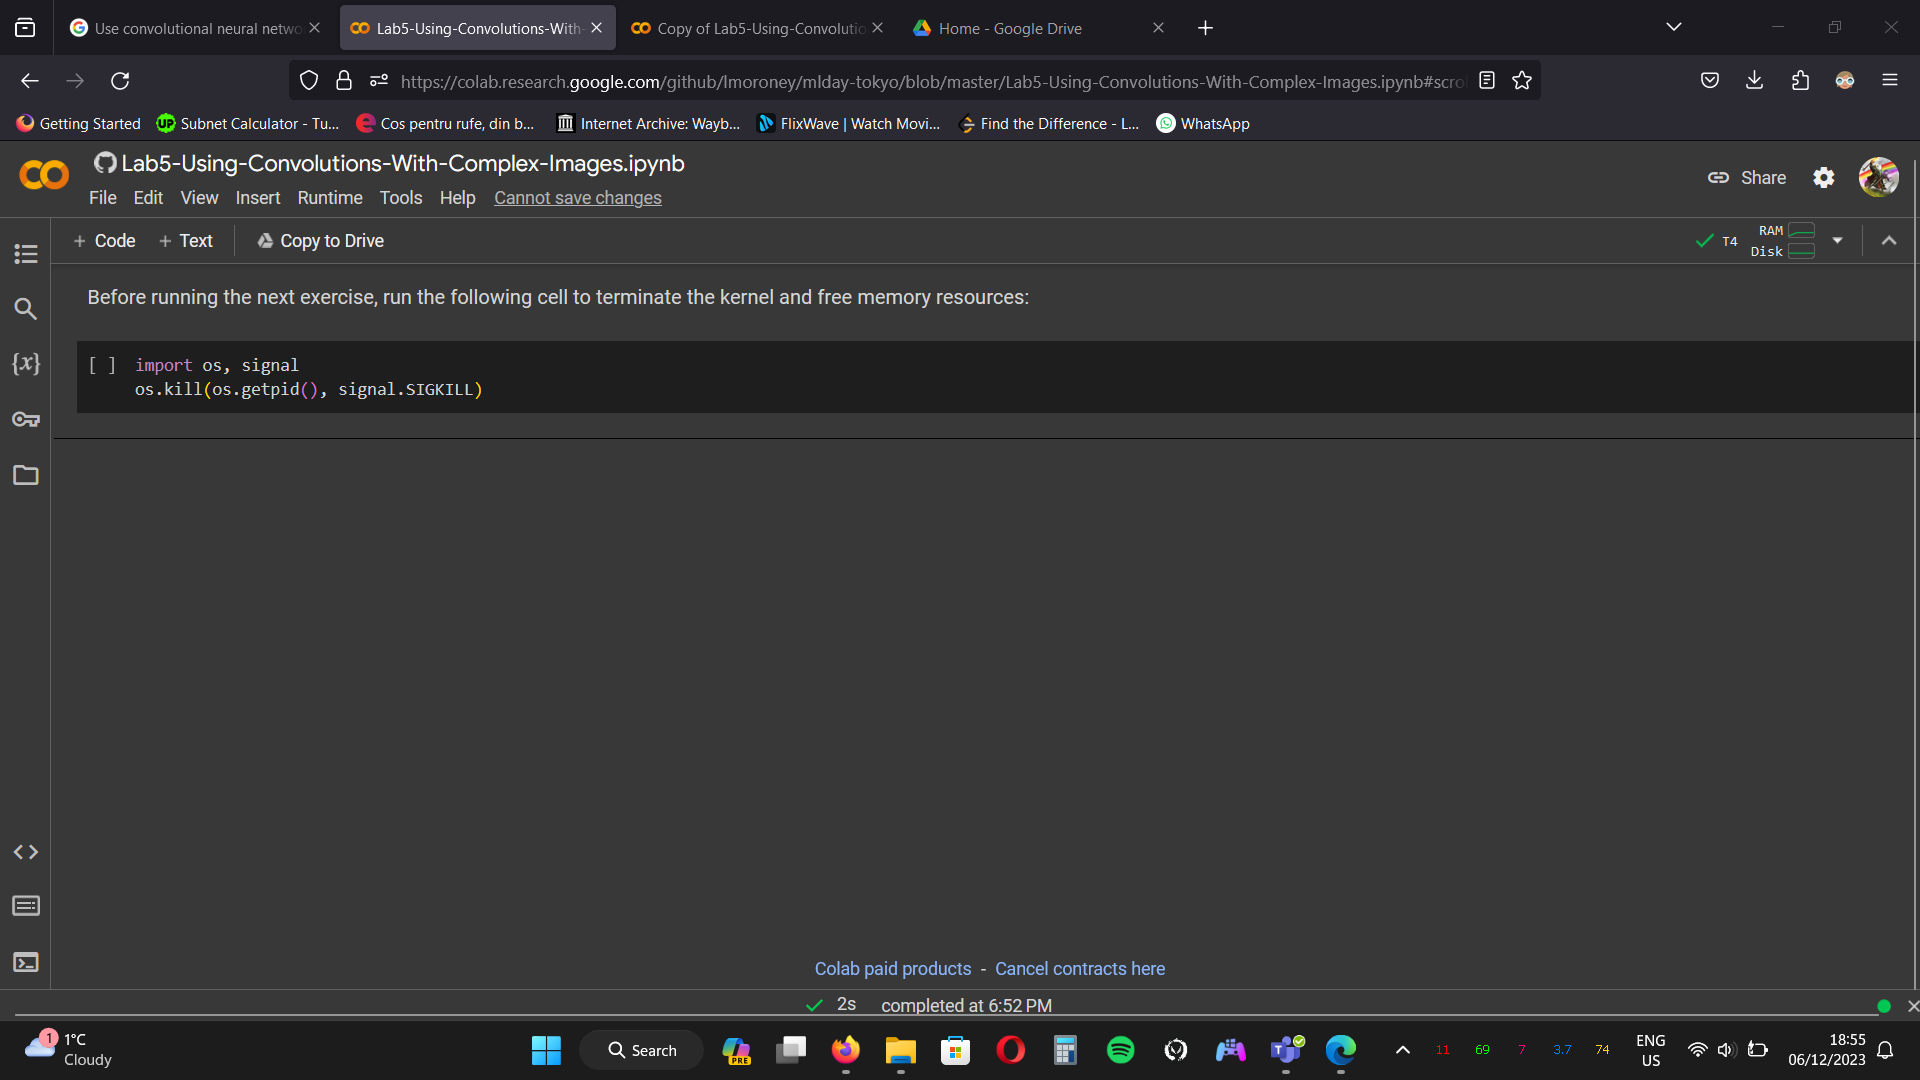 Use convolutional neural netwo
Lab5-Using-Convolutions-With-
Copy of Lab5-Using-Convolutio
Home - Google Drive
https://colab.research.google.com/github/lmoroney/mlday-tokyo/blob/master/Lab5-Using-Convolutions-With-Complex-Images.ipynb#scro
Getting Started
Subnet Calculator - Tu...
Cos pentru rufe, din b...
Internet Archive: Wayb...
FlixWave | Watch Movi...
Find the Difference - L...
WhatsApp
Lab5-Using-Convolutions-With-Complex-Images.ipynb
Share
File Edit View Insert Runtime Tools Help Cannot save changes
+ Code + Text Copy to Drive
T4
RAM
Disk
Before running the next exercise, run the following cell to terminate the kernel and free memory resources:
[ ] import os, signal
os.kill(os.getpid(), signal.SIGKILL)
{x}
Colab paid products - Cancel contracts here
2s completed at 6:52 PM
1
1°C
Cloudy
Search
PRE
11 69 7 3.7 74
ENG
US
18:55
06/12/2023